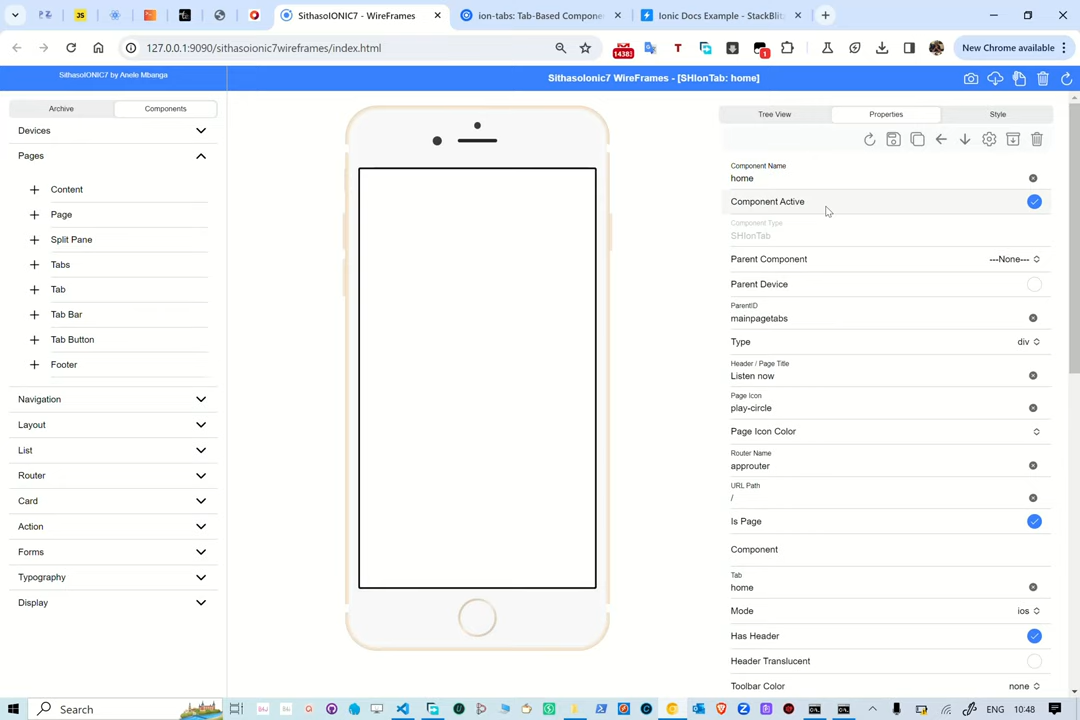 SithasoIONIC7 - WireFrames
ion-tabs: Tab-Based Compone
Ionic Docs Example - StackBlit
127.0.0.1:9090/sithasoionic7wireframes/index.html
14383
1
New Chrome available
SithasoIONIC7 by Anele Mbanga
SithasoIonic7 WireFrames - [SHIonTab: home]
Archive
Components
Devices
Pages
Content
Page
Split Pane
Tabs
Tab
Tab Bar
Tab Button
Footer
Navigation
Layout
List
Router
Card
Action
Forms
Typography
Display
Tree View
Properties
Style
Component Name
home
Component Active
Component Type
SHIonTab
Parent Component
---None---
Parent Device
ParentID
mainpagetabs
Type
div
Header / Page Title
Listen now
Page Icon
play-circle
Page Icon Color
Router Name
approuter
URL Path
/
Is Page
Component
Tab
home
Mode
ios
Has Header
Header Translucent
Toolbar Color
none
Search
ENG
10:48